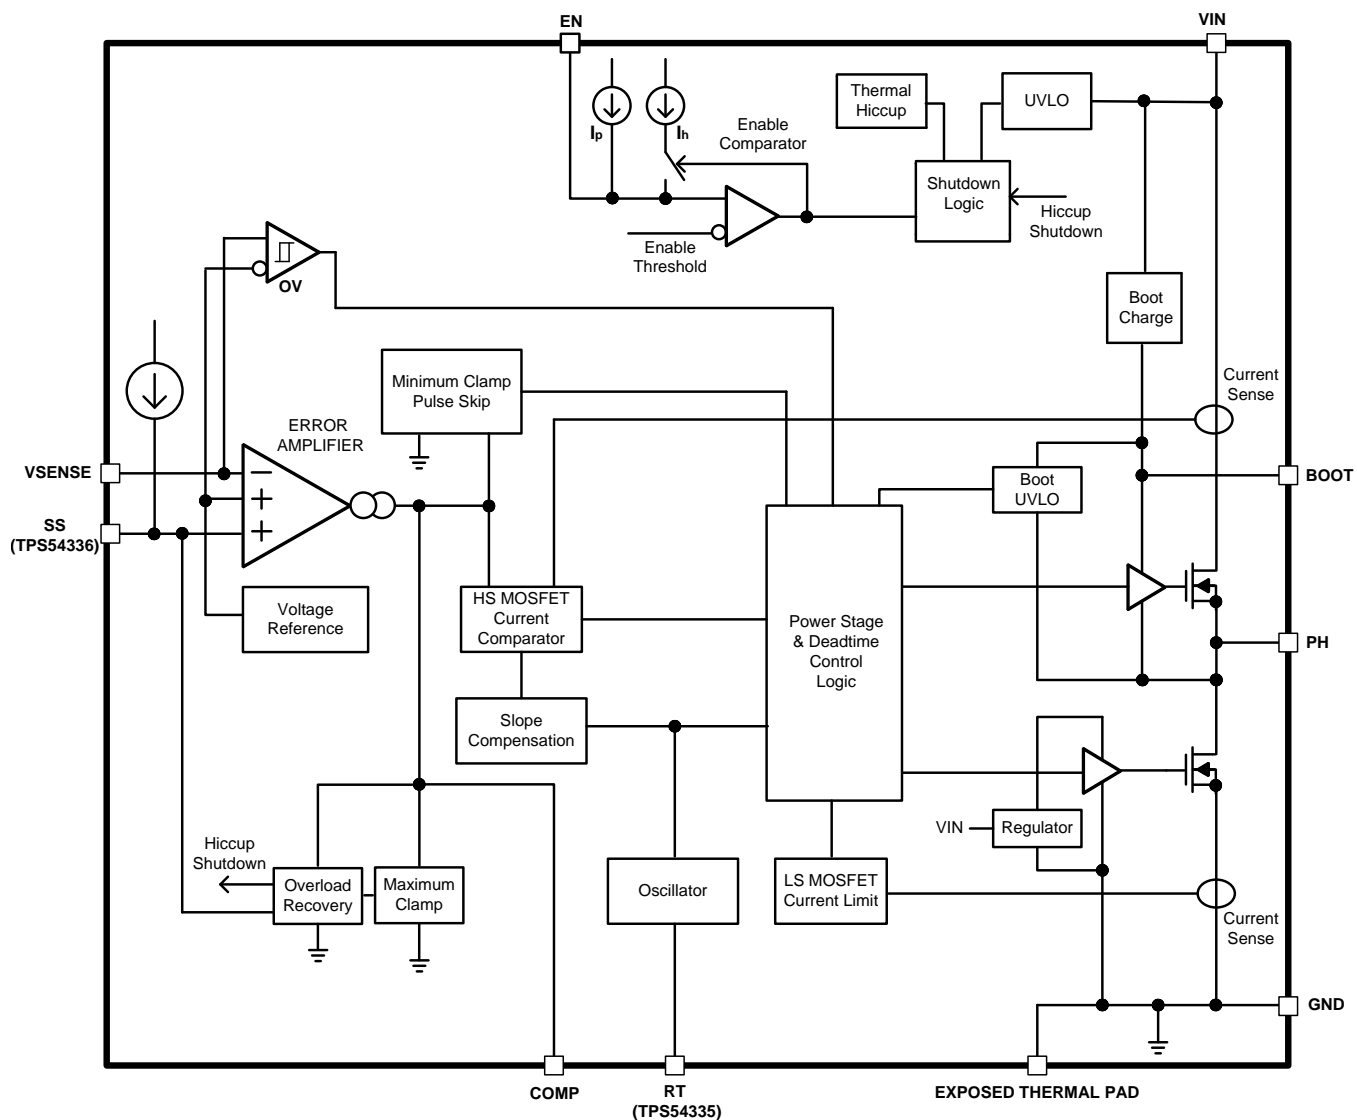 EN
VIN
Thermal
Hiccup
UVLO
Ip
Ih
Enable
Comparator
Shutdown
Logic
Hiccup
Shutdown
Enable
Threshold
OV
Boot
Charge
Minimum Clamp
Pulse Skip
Current
Sense
ERROR
AMPLIFIER
VSENSE
−
+
+
Boot
UVLO
BOOT
SS
(TPS54336)
Voltage
Reference
HS MOSFET
Current
Comparator
Power Stage
& Deadtime
Control
Logic
PH
Slope
Compensation
VIN
Regulator
Hiccup
Shutdown
Overload
Recovery
Maximum
Clamp
Oscillator
LS MOSFET
Current Limit
Current
Sense
GND
COMP
RT
(TPS54335)
EXPOSED THERMAL PAD